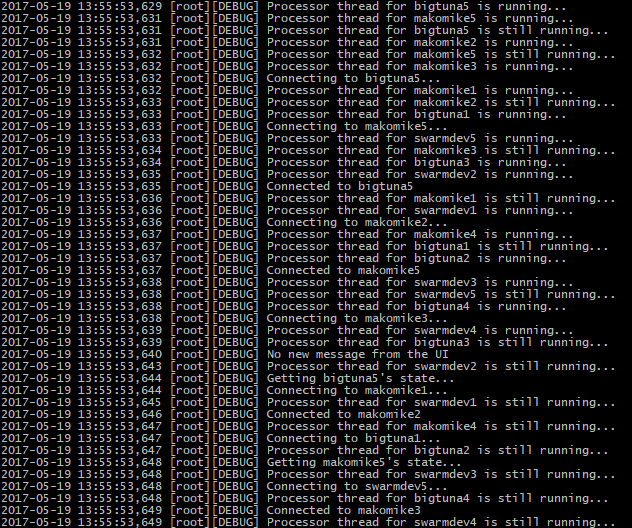 2017-05-19 13:55:53,629 [root][DEBUG] Processor thread for bigtuna5 is running...
2017-05-19 13:55:53,631 [root][DEBUG] Processor thread for makomike5 is running...
2017-05-19 13:55:53,631 [root][DEBUG] Processor thread for bigtuna5 is still running...
2017-05-19 13:55:53,631 [root][DEBUG] Processor thread for makomike2 is running...
2017-05-19 13:55:53,632 [root][DEBUG] Processor thread for makomike5 is still running...
2017-05-19 13:55:53,632 [root][DEBUG] Processor thread for makomike3 is running...
2017-05-19 13:55:53,632 [root][DEBUG] Connecting to bigtuna5...
2017-05-19 13:55:53,632 [root][DEBUG] Processor thread for makomike1 is running...
2017-05-19 13:55:53,633 [root][DEBUG] Processor thread for makomike2 is still running...
2017-05-19 13:55:53,633 [root][DEBUG] Processor thread for bigtuna1 is running...
2017-05-19 13:55:53,633 [root][DEBUG] Connecting to makomike5...
2017-05-19 13:55:53,633 [root][DEBUG] Processor thread for swarmdev5 is running...
2017-05-19 13:55:53,634 [root][DEBUG] Processor thread for makomike3 is still running...
2017-05-19 13:55:53,634 [root][DEBUG] Processor thread for bigtuna3 is running...
2017-05-19 13:55:53,635 [root][DEBUG] Processor thread for swarmdev2 is running...
2017-05-19 13:55:53,635 [root][DEBUG] Connected to bigtuna5
2017-05-19 13:55:53,636 [root][DEBUG] Processor thread for makomike1 is still running...
2017-05-19 13:55:53,636 [root][DEBUG] Processor thread for swarmdev1 is running...
2017-05-19 13:55:53,636 [root][DEBUG] Connecting to makomike2...
2017-05-19 13:55:53,637 [root][DEBUG] Processor thread for makomike4 is running...
2017-05-19 13:55:53,637 [root][DEBUG] Processor thread for bigtuna1 is still running...
2017-05-19 13:55:53,637 [root][DEBUG] Processor thread for bigtuna2 is running...
2017-05-19 13:55:53,637 [root][DEBUG] Connected to makomike5
2017-05-19 13:55:53,638 [root][DEBUG] Processor thread for swarmdev3 is running...
2017-05-19 13:55:53,638 [root][DEBUG] Processor thread for swarmdev5 is still running...
2017-05-19 13:55:53,638 [root][DEBUG] Processor thread for bigtuna4 is running...
2017-05-19 13:55:53,638 [root][DEBUG] Connecting to makomike3...
2017-05-19 13:55:53,639 [root][DEBUG] Processor thread for swarmdev4 is running...
2017-05-19 13:55:53,639 [root][DEBUG] Processor thread for bigtuna3 is still running...
2017-05-19 13:55:53,640 [root][DEBUG] No new message from the UI
2017-05-19 13:55:53,643 [root][DEBUG] Processor thread for swarmdev2 is still running...
2017-05-19 13:55:53,644 [root][DEBUG] Getting bigtuna5's state...
2017-05-19 13:55:53,644 [root][DEBUG] Connecting to makomike1...
2017-05-19 13:55:53,645 [root][DEBUG] Processor thread for swarmdev1 is still running...
2017-05-19 13:55:53,646 [root][DEBUG] Connected to makomike2
2017-05-19 13:55:53,647 [root][DEBUG] Processor thread for makomike4 is still running...
2017-05-19 13:55:53,647 [root][DEBUG] Connecting to bigtuna1...
2017-05-19 13:55:53,647 [root][DEBUG] Processor thread for bigtuna2 is still running...
2017-05-19 13:55:53,648 [root][DEBUG] Getting makomike5's state...
2017-05-19 13:55:53,648 [root][DEBUG] Processor thread for swarmdev3 is still running...
2017-05-19 13:55:53,648 [root][DEBUG] Connecting to swarmdev5...
2017-05-19 13:55:53,648 [root][DEBUG] Processor thread for bigtuna4 is still running...
2017-05-19 13:55:53,649 [root][DEBUG] Connected to makomike3
2017-05-19 13:55:53,649 [root][DEBUG] Processor thread for swarmdev4 is still running...